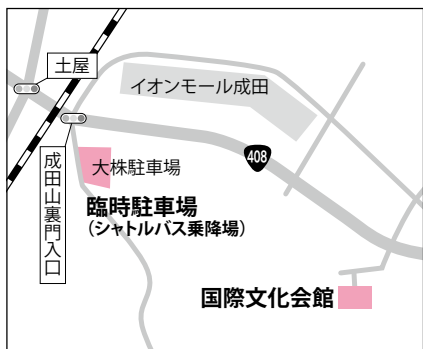 土屋
イオンモール成田
408
成田山裏門入口
大株駐車場
臨時駐車場
（シャトルバス乗降場）
国際文化会館